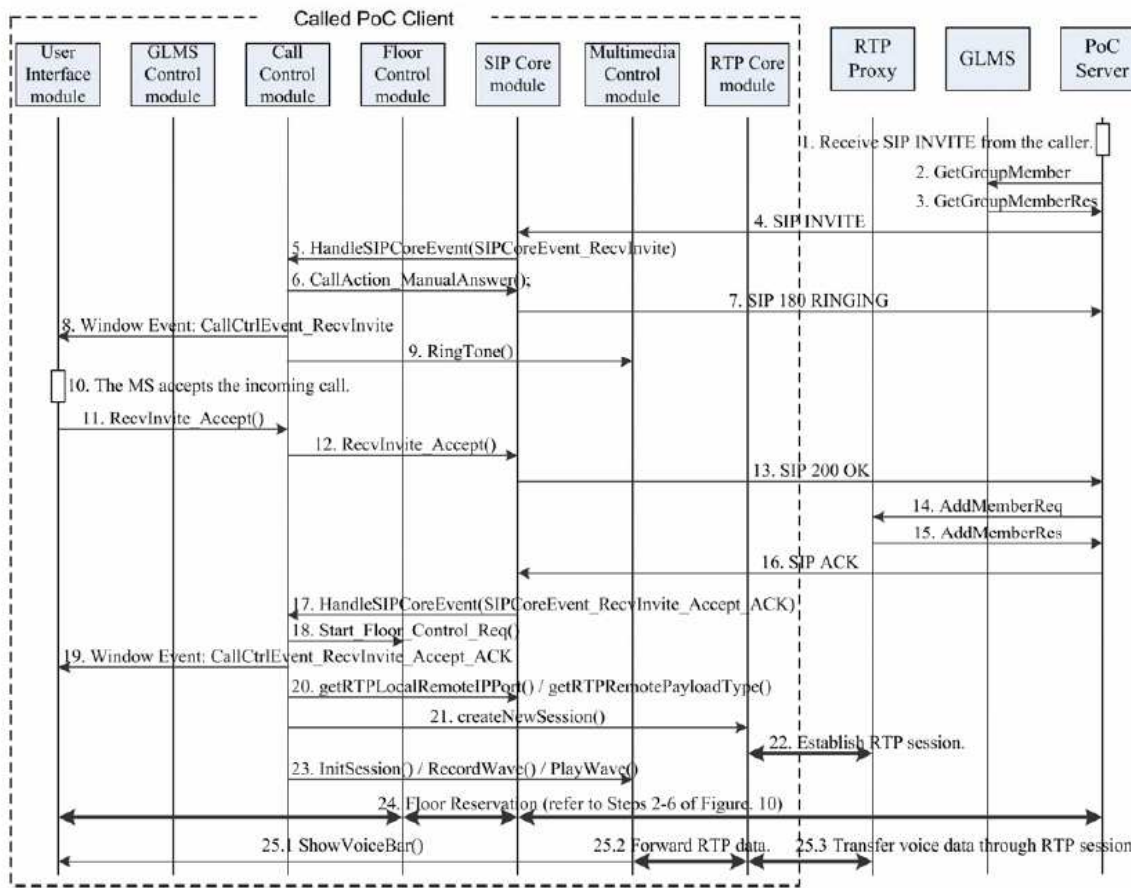 Called PoC Client
User
Interface
module
GLMS
Control
module
Call
Control
module
Floor
Control
module
SIP Core
module
Multimedia
Control
module
RTP Core
module
RTP
Proxy
GLMS
PoC
Server
1. Receive SIP INVITE from the caller.
2. GetGroupMember
3. GetGroupMemberRes
4. SIP INVITE
5. HandleSIPCoreEvent(SIPCoreEvent_RecvInvite)
6. CallAction_ManualAnswer();
7. SIP 180 RINGING
8. Window Event: CallCtrlEvent_RecvInvite
9. RingTone()
10. The MS accepts the incoming call.
11. RecvInvite_Accept()
12. RecvInvite_Accept()
13. SIP 200 OK
14. AddMemberReq
15. AddMemberRes
16. SIP ACK
17. HandleSIPCoreEvent(SIPCoreEvent_RecvInvite_Accept_ACK)
18. Start_Floor_Control_Req()
19. Window Event: CallCtrlEvent_RecvInvite_Accept_ACK
20. getRTPLocalRemoteIPPort() / getRTPRemotePayloadType()
21. createNewSession()
22. Establish RTP session.
23. InitSession() / RecordWave() / PlayWave()
24. Floor Reservation (refer to Steps 2-6 of Figure. 10)
25.1 ShowVoiceBar()
25.2 Forward RTP data.
25.3 Transfer voice data through RTP session